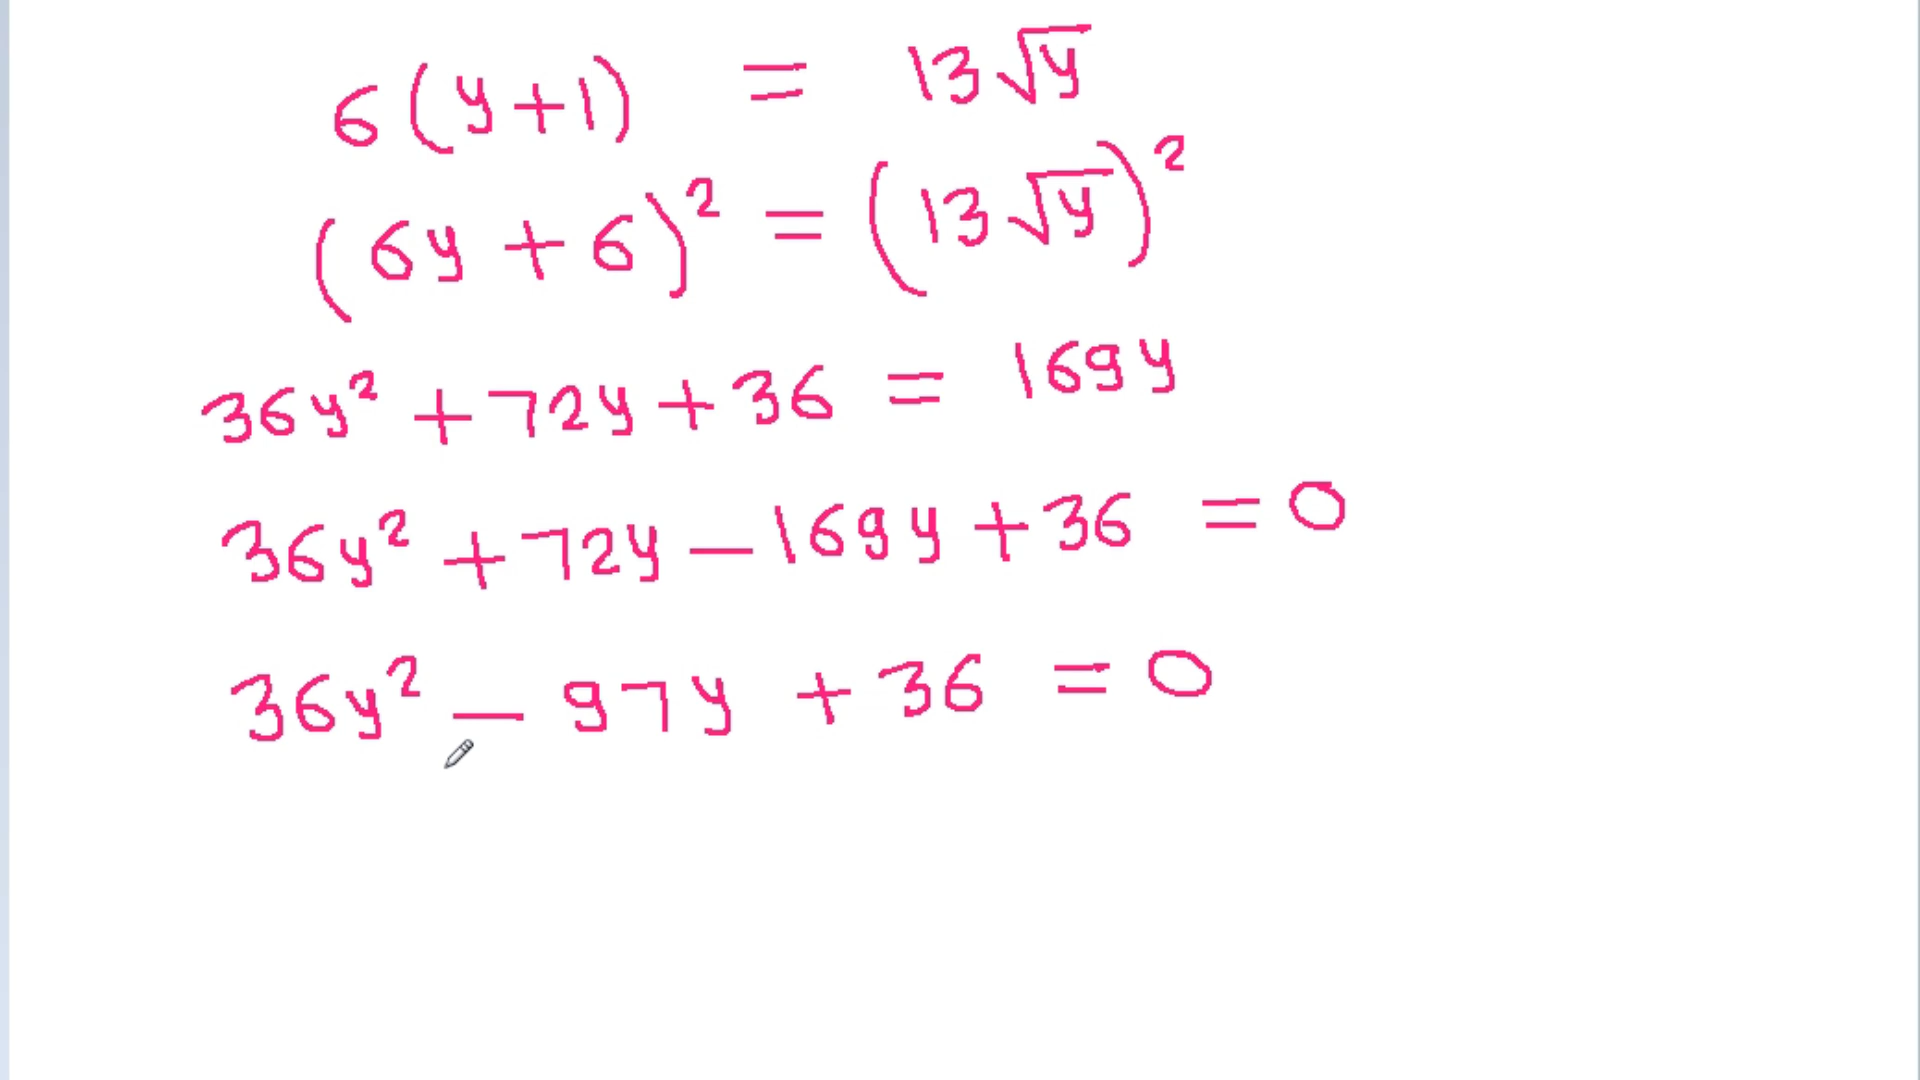 6(y+1) = 13√y
(6y+6)² = (13√y)²
36y² + 72y + 36 = 169y
36y² + 72y − 169y + 36 = 0
36y² − 97y + 36 = 0